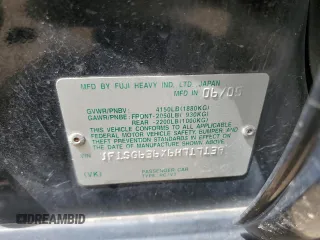 MFD BY FUJI HEAVY IND. LTD. JAPAN
MFD IN 06/06
GVWR/PNBV: 4150LB(1880KG)
GAWR/PNBE: FRONT-2050LB( 930KG)
REAR -2200LB(1000KG)
THIS VEHICLE CONFORMS TO ALL APPLICABLE
FEDERAL MOTOR VEHICLE SAFETY, BUMPER, AND
THEFT PREVENTION STANDARDS IN EFFECT ON THE
DATE OF MANUFACTURE SHOWN ABOVE.
(VK)
PASSENGER CAR